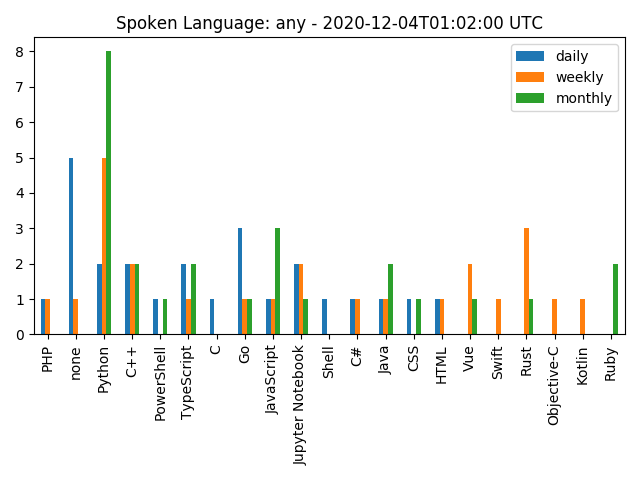 Spoken Language: any - 2020-12-04T01:02:00 UTC
daily
weekly
monthly
8
7
6
5
4
3
2
1
0
PHP
none
Python
C++
PowerShell
TypeScript
C
Go
JavaScript
Jupyter Notebook
Shell
C#
Java
CSS
HTML
Vue
Swift
Rust
Objective-C
Kotlin
Ruby